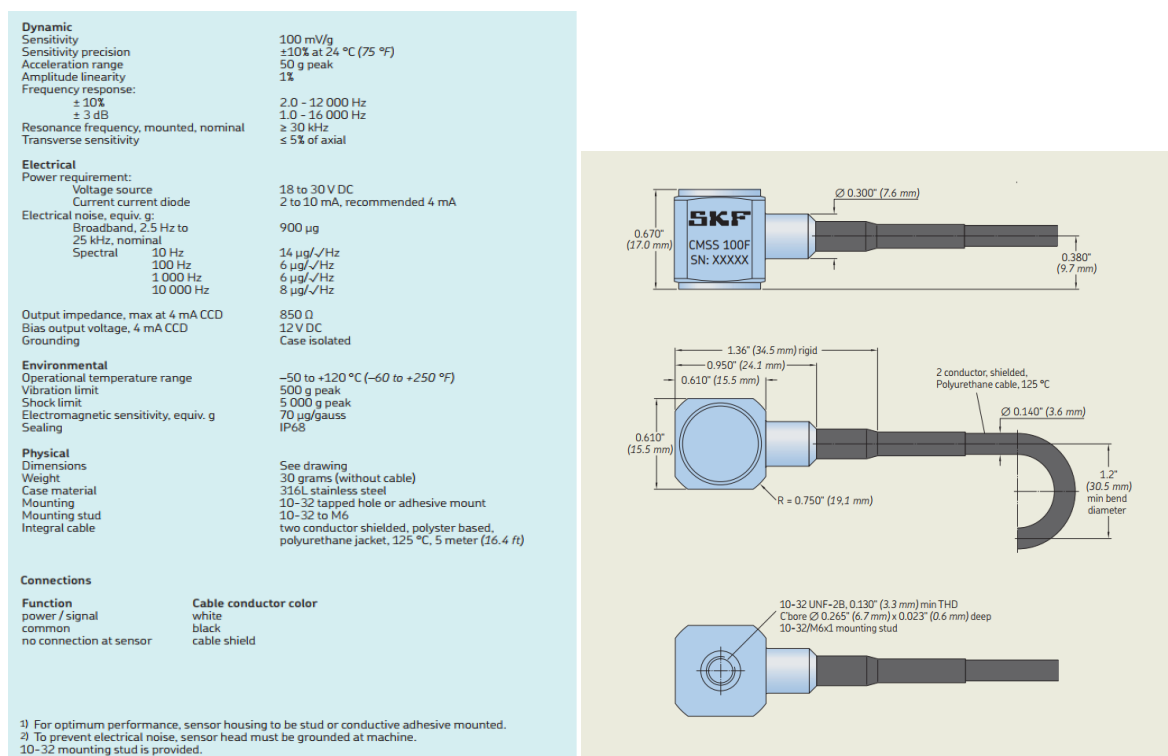 Dynamic
Sensitivity 100 mV/g
Sensitivity precision ±10% at 24 °C (75 °F)
Acceleration range 50 g peak
Amplitude linearity 1%
Frequency response:
± 10% 2.0 - 12 000 Hz
± 3 dB 1.0 - 16 000 Hz
Resonance frequency, mounted, nominal ≥ 30 kHz
Transverse sensitivity ≤ 5% of axial
Electrical
Power requirement:
Voltage source 18 to 30 V DC
Current current diode 2 to 10 mA, recommended 4 mA
Electrical noise, equiv. g:
Broadband, 2.5 Hz to 900 µg
25 kHz, nominal
Spectral 10 Hz 14 µg/√Hz
100 Hz 6 µg/√Hz
1 000 Hz 6 µg/√Hz
10 000 Hz 8 µg/√Hz
Output impedance, max at 4 mA CCD 850 Ω
Bias output voltage, 4 mA CCD 12 V DC
Grounding Case isolated
Environmental
Operational temperature range –50 to +120 °C (–60 to +250 °F)
Vibration limit 500 g peak
Shock limit 5 000 g peak
Electromagnetic sensitivity, equiv. g 70 µg/gauss
Sealing IP68
Physical
Dimensions See drawing
Weight 30 grams (without cable)
Case material 316L stainless steel
Mounting 10-32 tapped hole or adhesive mount
Mounting stud 10-32 to M6
Integral cable two conductor shielded, polyster based,
polyurethane jacket, 125 °C, 5 meter (16.4 ft)
Connections
Function Cable conductor color
power / signal white
common black
no connection at sensor cable shield
1) For optimum performance, sensor housing to be stud or conductive adhesive mounted.
2) To prevent electrical noise, sensor head must be grounded at machine.
10-32 mounting stud is provided.
Ø 0.300" (7.6 mm)
0.670"
(17.0 mm)
SKF
CMSS 100F
SN: XXXXX
0.380"
(9.7 mm)
1.36" (34.5 mm) rigid
0.950" (24.1 mm)
0.610" (15.5 mm)
2 conductor, shielded,
Polyurethane cable, 125 °C
Ø 0.140" (3.6 mm)
0.610"
(15.5 mm)
R = 0.750" (19,1 mm)
1.2"
(30.5 mm)
min bend
diameter
10-32 UNF-2B, 0.130" (3.3 mm) min THD
C'bore Ø 0.265" (6.7 mm) x 0.023" (0.6 mm) deep
10-32/M6x1 mounting stud